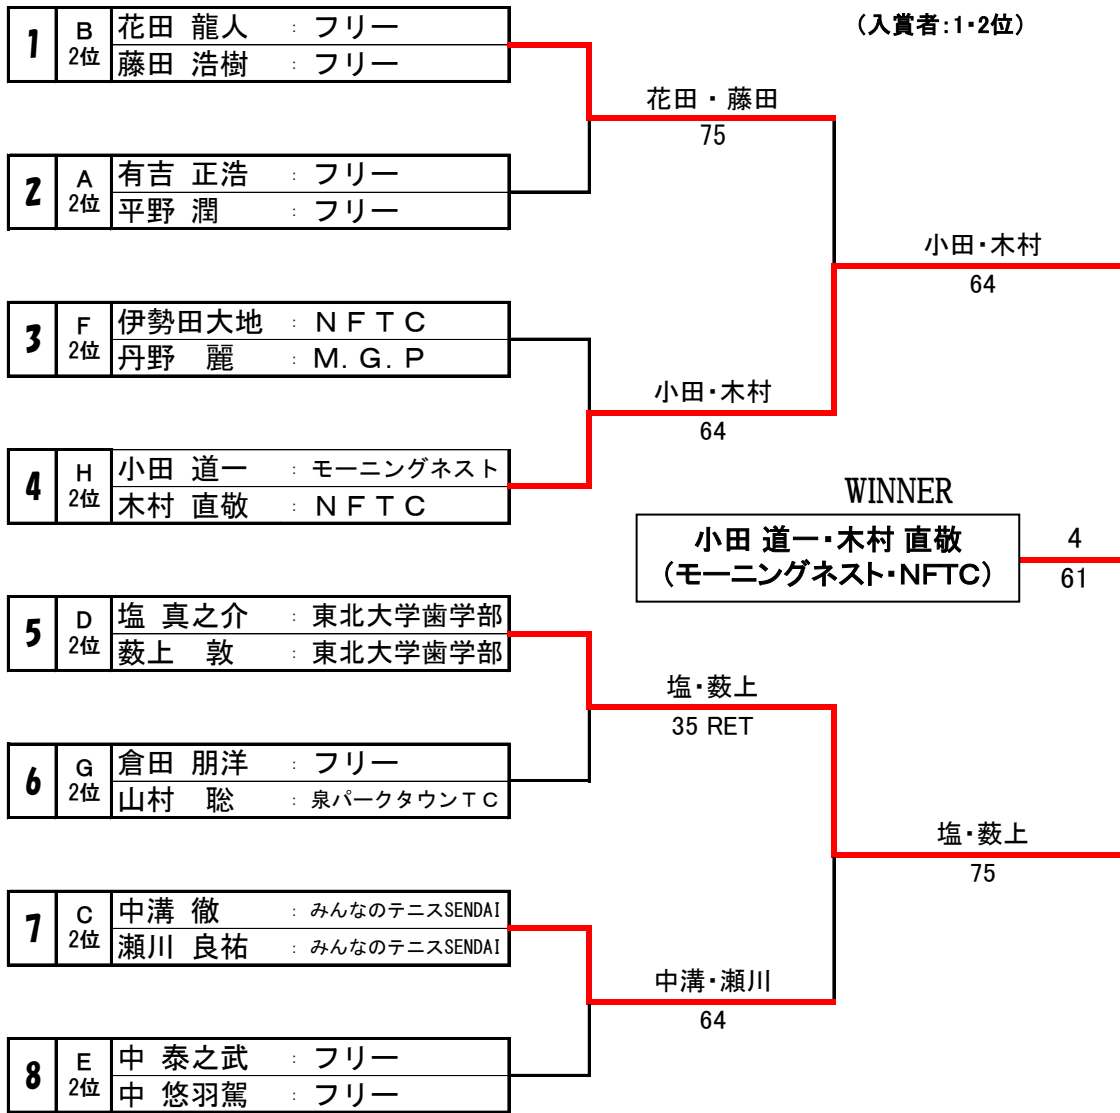 (入賞者:1・2位)
1 B 2位 花田 龍人 : フリー
藤田 浩樹 : フリー
花田・藤田
75
2 A 2位 有吉 正浩 : フリー
平野 潤 : フリー
小田・木村
64
3 F 2位 伊勢田大地 : NFTC
丹野 麗 : M.G.P
小田・木村
64
4 H 2位 小田 道一 : モーニングネスト
木村 直敬 : NFTC
WINNER
小田 道一・木村 直敬
(モーニングネスト・NFTC)
4
61
5 D 2位 塩 真之介 : 東北大学歯学部
薮上 敦 : 東北大学歯学部
塩・薮上
35 RET
6 G 2位 倉田 朋洋 : フリー
山村 聡 : 泉パークタウンTC
塩・薮上
75
7 C 2位 中溝 徹 : みんなのテニスSENDAI
瀬川 良祐 : みんなのテニスSENDAI
中溝・瀬川
64
8 E 2位 中 泰之武 : フリー
中 悠羽駕 : フリー